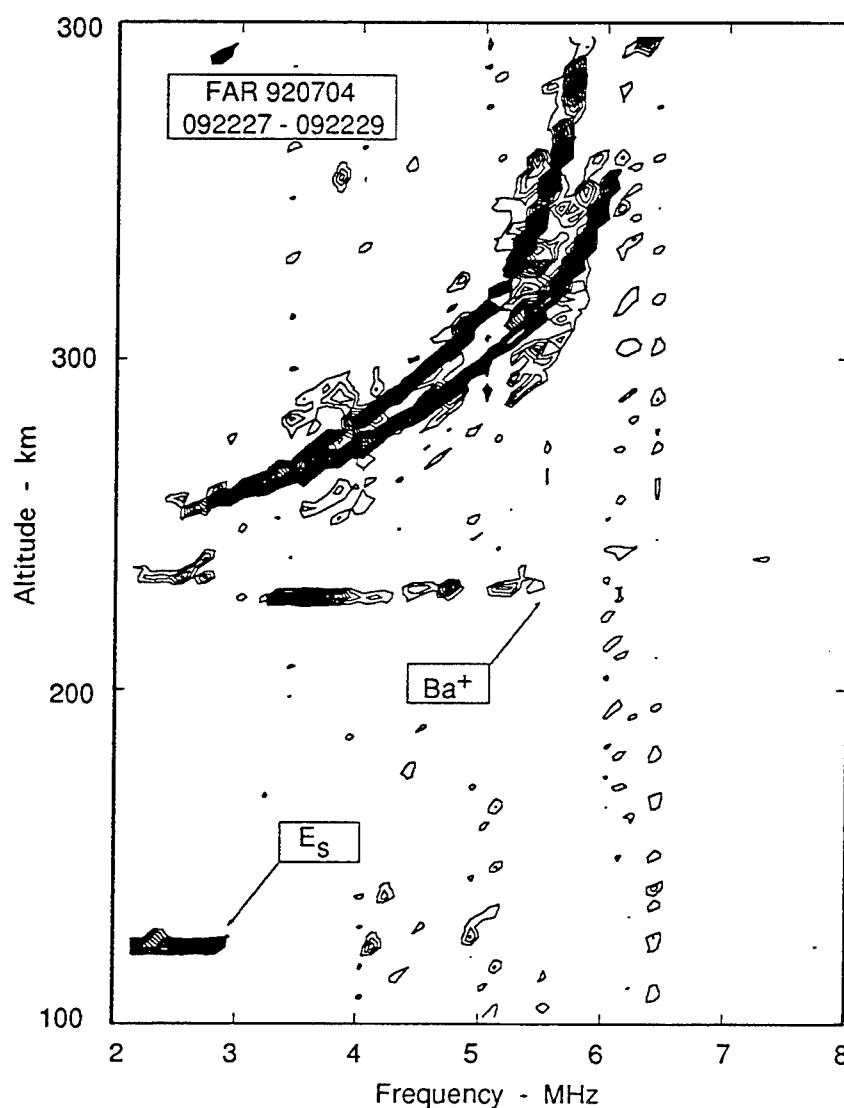 300
FAR 920704
092227 - 092229
300
Altitude - km
Ba+
200
Es
100
2 3 4 5 6 7 8
Frequency - MHz